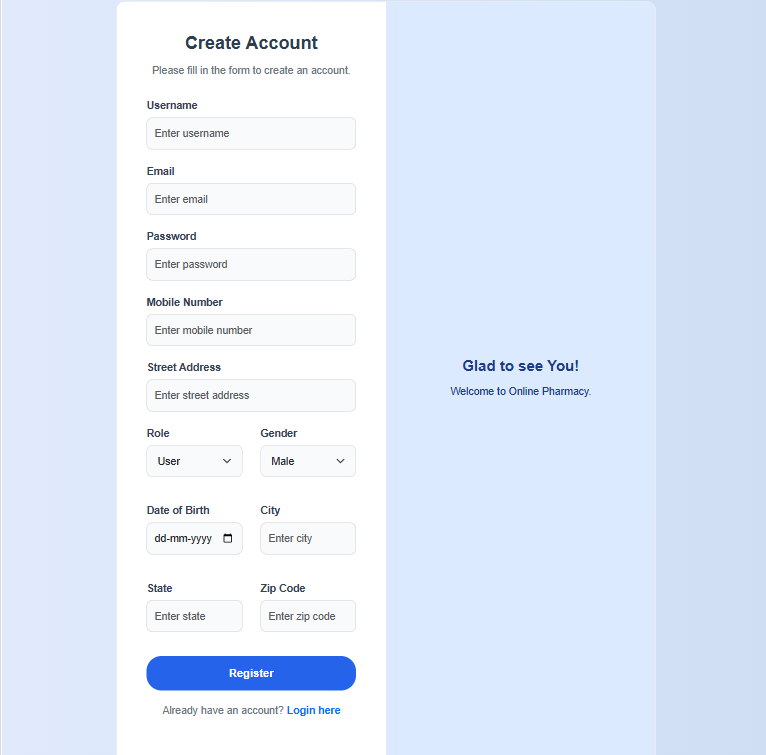 Create Account
Please fill in the form to create an account.
Username
Enter username
Email
Enter email
Password
Enter password
Mobile Number
Enter mobile number
Street Address
Enter street address
Role Gender
User Male
Date of Birth City
dd-mm-yyyy Enter city
State Zip Code
Enter state Enter zip code
Register
Already have an account? Login here
Glad to see You!
Welcome to Online Pharmacy.